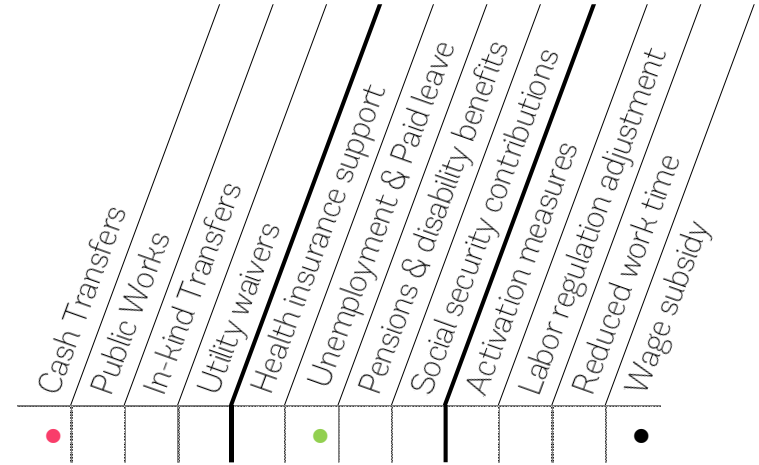 Cash Transfers
Public Works
In-kind Transfers
Utility waivers
Health insurance support
Unemployment & Paid leave
Pensions & disability benefits
Social security contributions
Activation measures
Labor regulation adjustment
Reduced work time
Wage subsidy